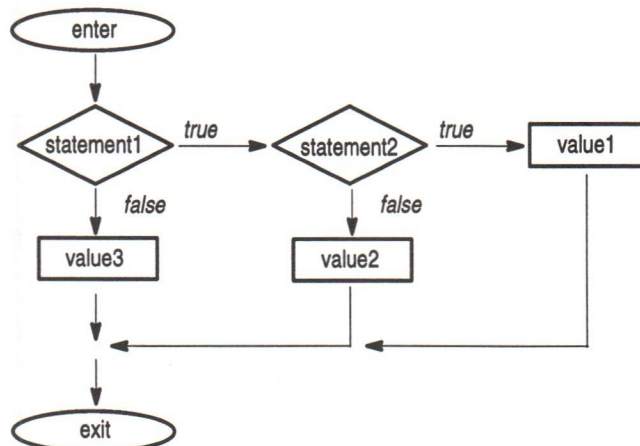 enter
statement1
true
statement2
true
value1
false
false
value3
value2
exit